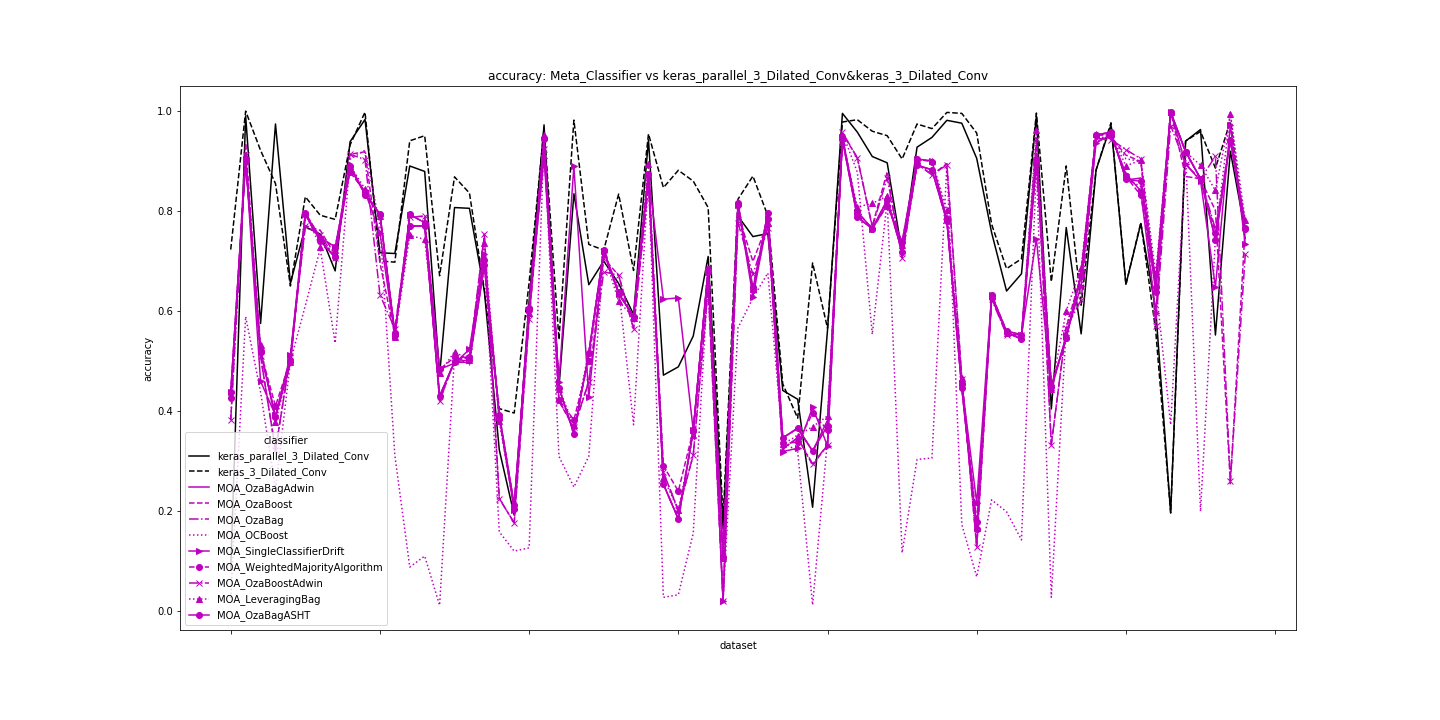 accuracy: Meta_Classifier vs keras_parallel_3_Dilated_Conv&keras_3_Dilated_Conv
1.0
0.8
0.6
0.4
0.2
0.0
accuracy
classifier
keras_parallel_3_Dilated_Conv
keras_3_Dilated_Conv
MOA_OzaBagAdwin
MOA_OzaBoost
MOA_OzaBag
MOA_OCBoost
MOA_SingleClassifierDrift
MOA_WeightedMajorityAlgorithm
MOA_OzaBoostAdwin
MOA_LeveragingBag
MOA_OzaBagASHT
dataset